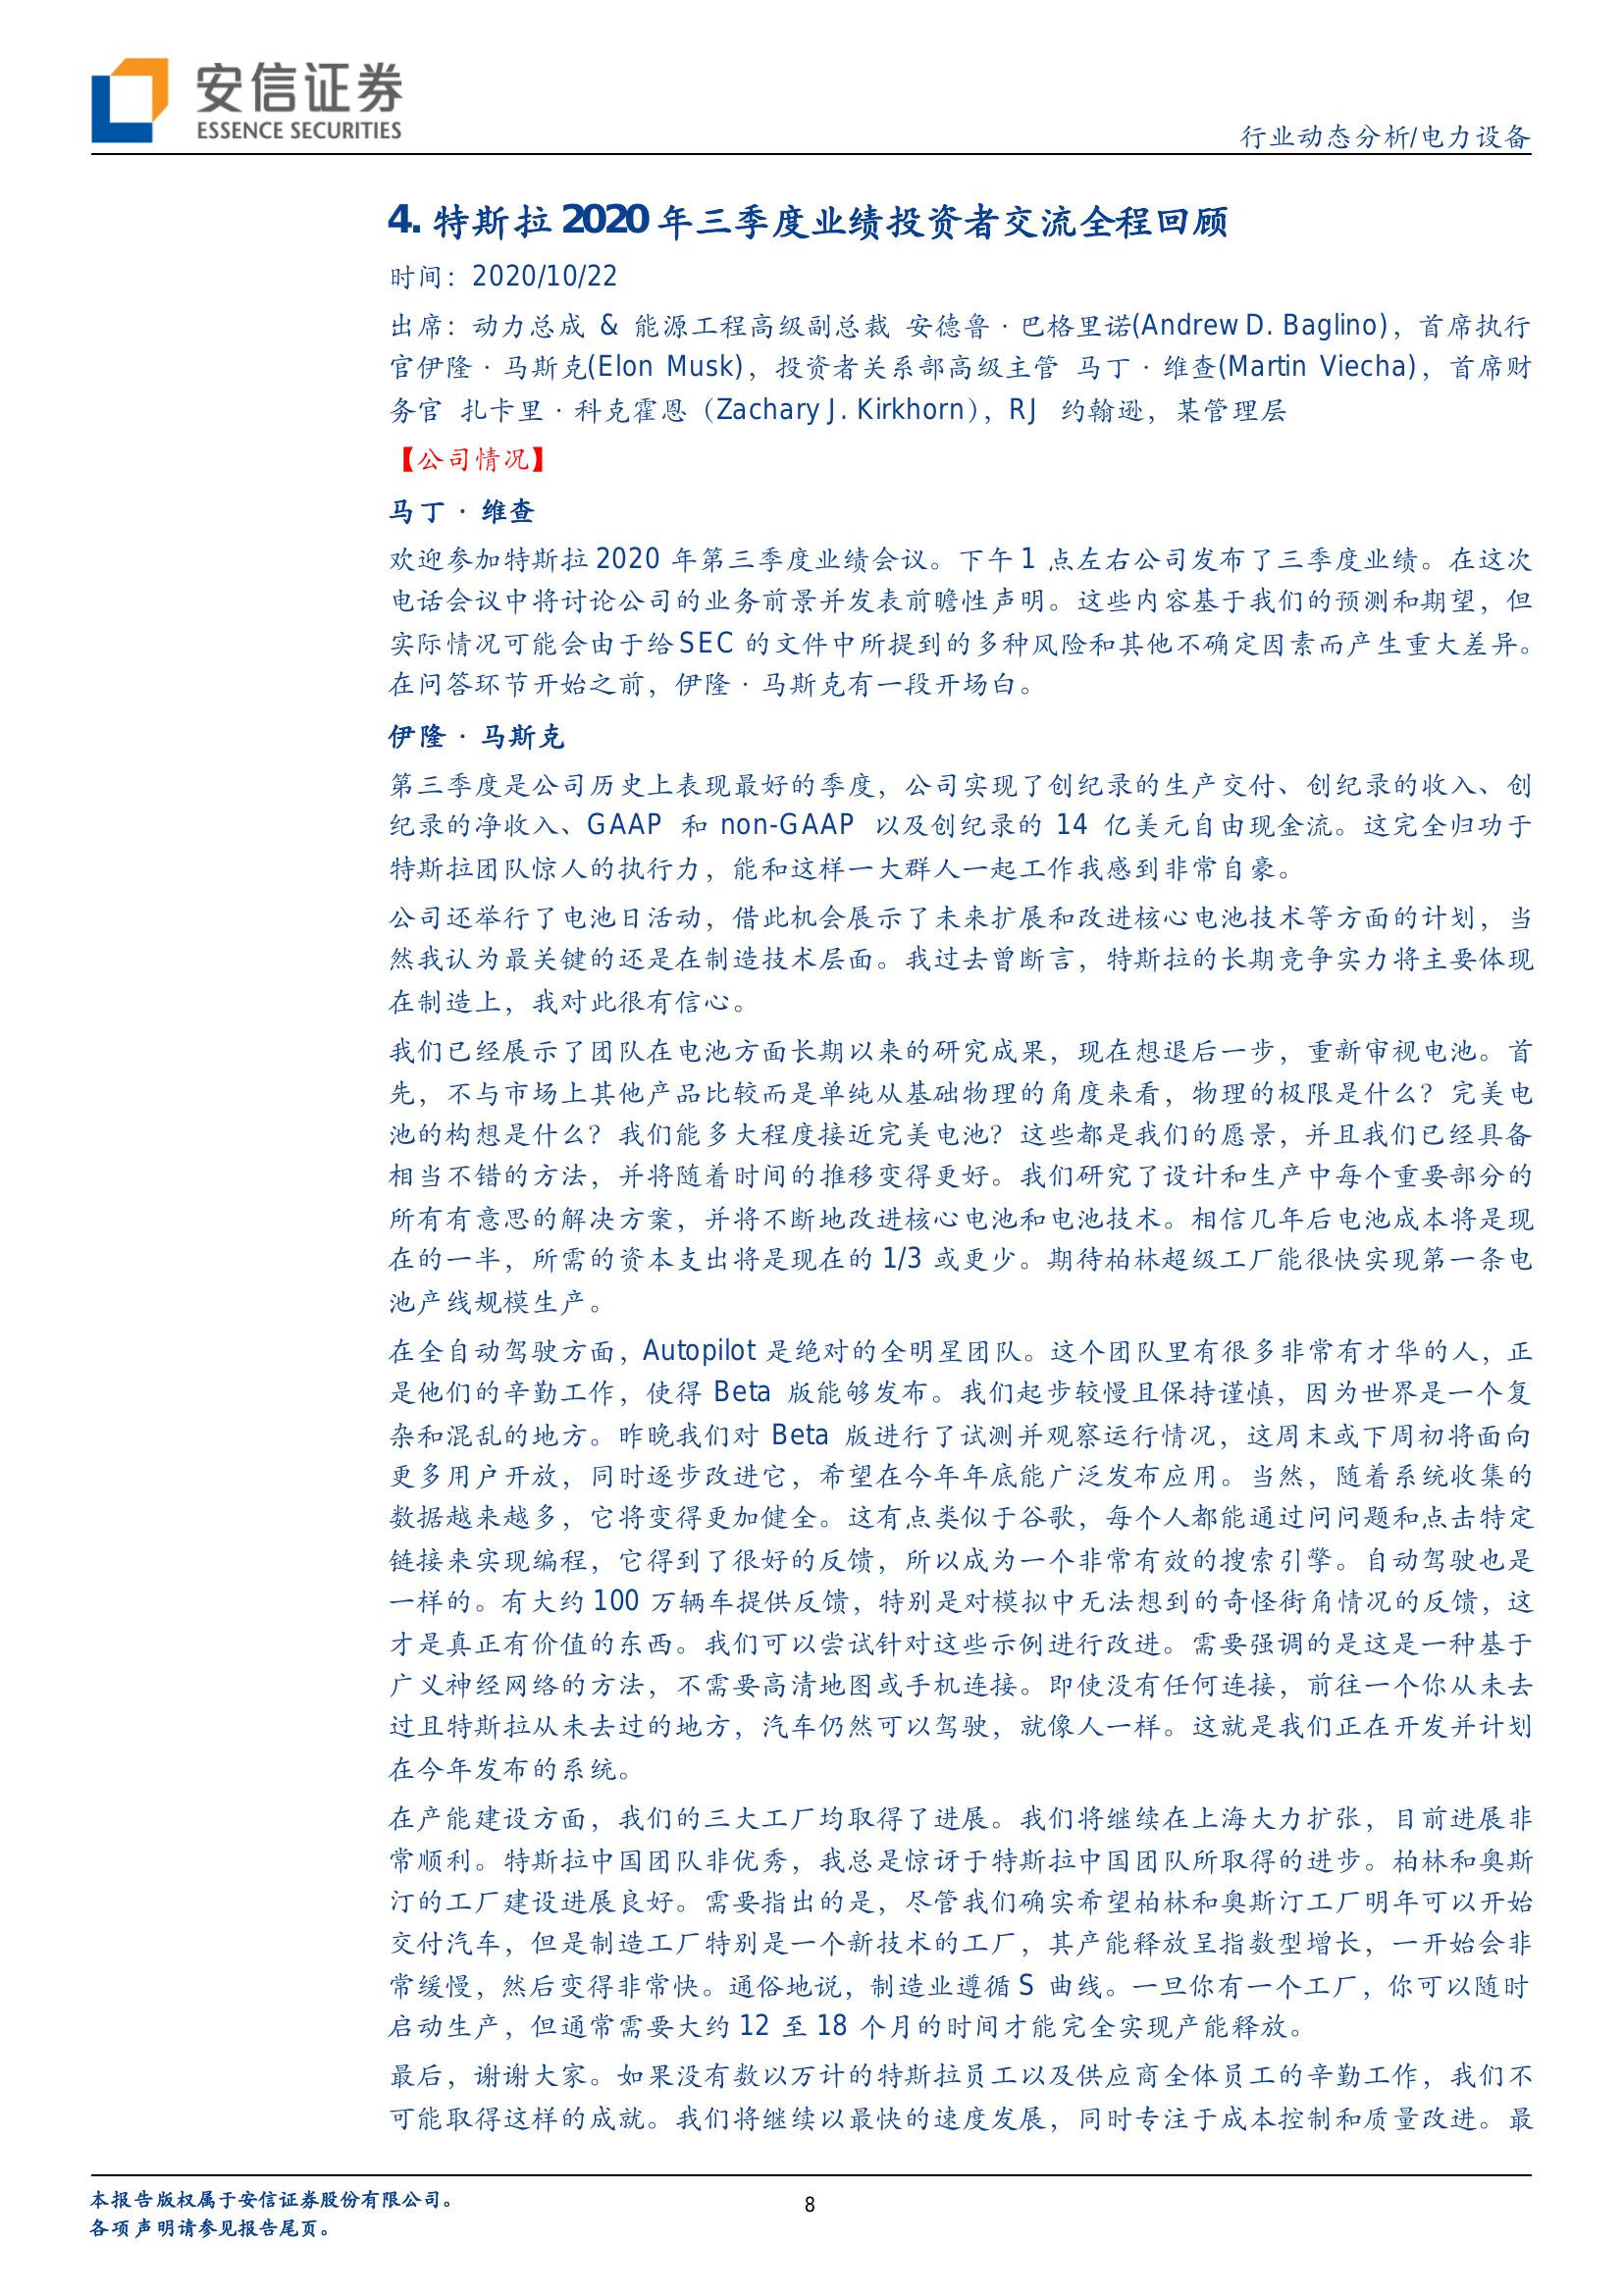 安信证券
ESSENCE SECURITIES
行业动态分析/电力设备
4. 特斯拉 2020 年三季度业绩投资者交流全程回顾
时间：2020/10/22
出席：动力总成 & 能源工程高级副总裁 安德鲁·巴格里诺(Andrew D. Baglino)，首席执行
官伊隆·马斯克(Elon Musk)，投资者关系部高级主管 马丁·维查(Martin Viecha)，首席财
务官 扎卡里·科克霍恩（Zachary J. Kirkhorn），RJ 约翰逊，某管理层
【公司情况】
马丁·维查
欢迎参加特斯拉 2020 年第三季度业绩会议。下午 1 点左右公司发布了三季度业绩。在这次
电话会议中将讨论公司的业务前景并发表前瞻性声明。这些内容基于我们的预测和期望，但
实际情况可能会由于给 SEC 的文件中所提到的多种风险和其他不确定因素而产生重大差异。
在问答环节开始之前，伊隆·马斯克有一段开场白。
伊隆·马斯克
第三季度是公司历史上表现最好的季度，公司实现了创纪录的生产交付、创纪录的收入、创
纪录的净收入、GAAP 和 non-GAAP 以及创纪录的 14 亿美元自由现金流。这完全归功于
特斯拉团队惊人的执行力，能和这样一大群人一起工作我感到非常自豪。
公司还举行了电池日活动，借此机会展示了未来扩展和改进核心电池技术等方面的计划，当
然我认为最关键的还是在制造技术层面。我过去曾断言，特斯拉的长期竞争实力将主要体现
在制造上，我对此很有信心。
我们已经展示了团队在电池方面长期以来的研究成果，现在想退后一步，重新审视电池。首
先，不与市场上其他产品比较而是单纯从基础物理的角度来看，物理的极限是什么？完美电
池的构想是什么？我们能多大程度接近完美电池？这些都是我们的愿景，并且我们已经具备
相当不错的方法，并将随着时间的推移变得更好。我们研究了设计和生产中每个重要部分的
所有有意思的解决方案，并将不断地改进核心电池和电池技术。相信几年后电池成本将是现
在的一半，所需的资本支出将是现在的 1/3 或更少。期待柏林超级工厂能很快实现第一条电
池产线规模生产。
在全自动驾驶方面，Autopilot 是绝对的全明星团队。这个团队里有很多非常有才华的人，正
是他们的辛勤工作，使得 Beta 版能够发布。我们起步较慢且保持谨慎，因为世界是一个复
杂和混乱的地方。昨晚我们对 Beta 版进行了试测并观察运行情况，这周末或下周初将面向
更多用户开放，同时逐步改进它，希望在今年年底能广泛发布应用。当然，随着系统收集的
数据越来越多，它将变得更加健全。这有点类似于谷歌，每个人都能通过问问题和点击特定
链接来实现编程，它得到了很好的反馈，所以成为一个非常有效的搜索引擎。自动驾驶也是
一样的。有大约 100 万辆车提供反馈，特别是对模拟中无法想到的奇怪街角情况的反馈，这
才是真正有价值的东西。我们可以尝试针对这些示例进行改进。需要强调的是这是一种基于
广义神经网络的方法，不需要高清地图或手机连接。即使没有任何连接，前往一个你从未去
过且特斯拉从未去过的地方，汽车仍然可以驾驶，就像人一样。这就是我们正在开发并计划
在今年发布的系统。
在产能建设方面，我们的三大工厂均取得了进展。我们将继续在上海大力扩张，目前进展非
常顺利。特斯拉中国团队非优秀，我总是惊讶于特斯拉中国团队所取得的进步。柏林和奥斯
汀的工厂建设进展良好。需要指出的是，尽管我们确实希望柏林和奥斯汀工厂明年可以开始
交付汽车，但是制造工厂特别是一个新技术的工厂，其产能释放呈指数型增长，一开始会非
常缓慢，然后变得非常快。通俗地说，制造业遵循 S 曲线。一旦你有一个工厂，你可以随时
启动生产，但通常需要大约 12 至 18 个月的时间才能完全实现产能释放。
最后，谢谢大家。如果没有数以万计的特斯拉员工以及供应商全体员工的辛勤工作，我们不
可能取得这样的成就。我们将继续以最快的速度发展，同时专注于成本控制和质量改进。最
本报告版权属于安信证券股份有限公司。
各项声明请参见报告尾页。
8